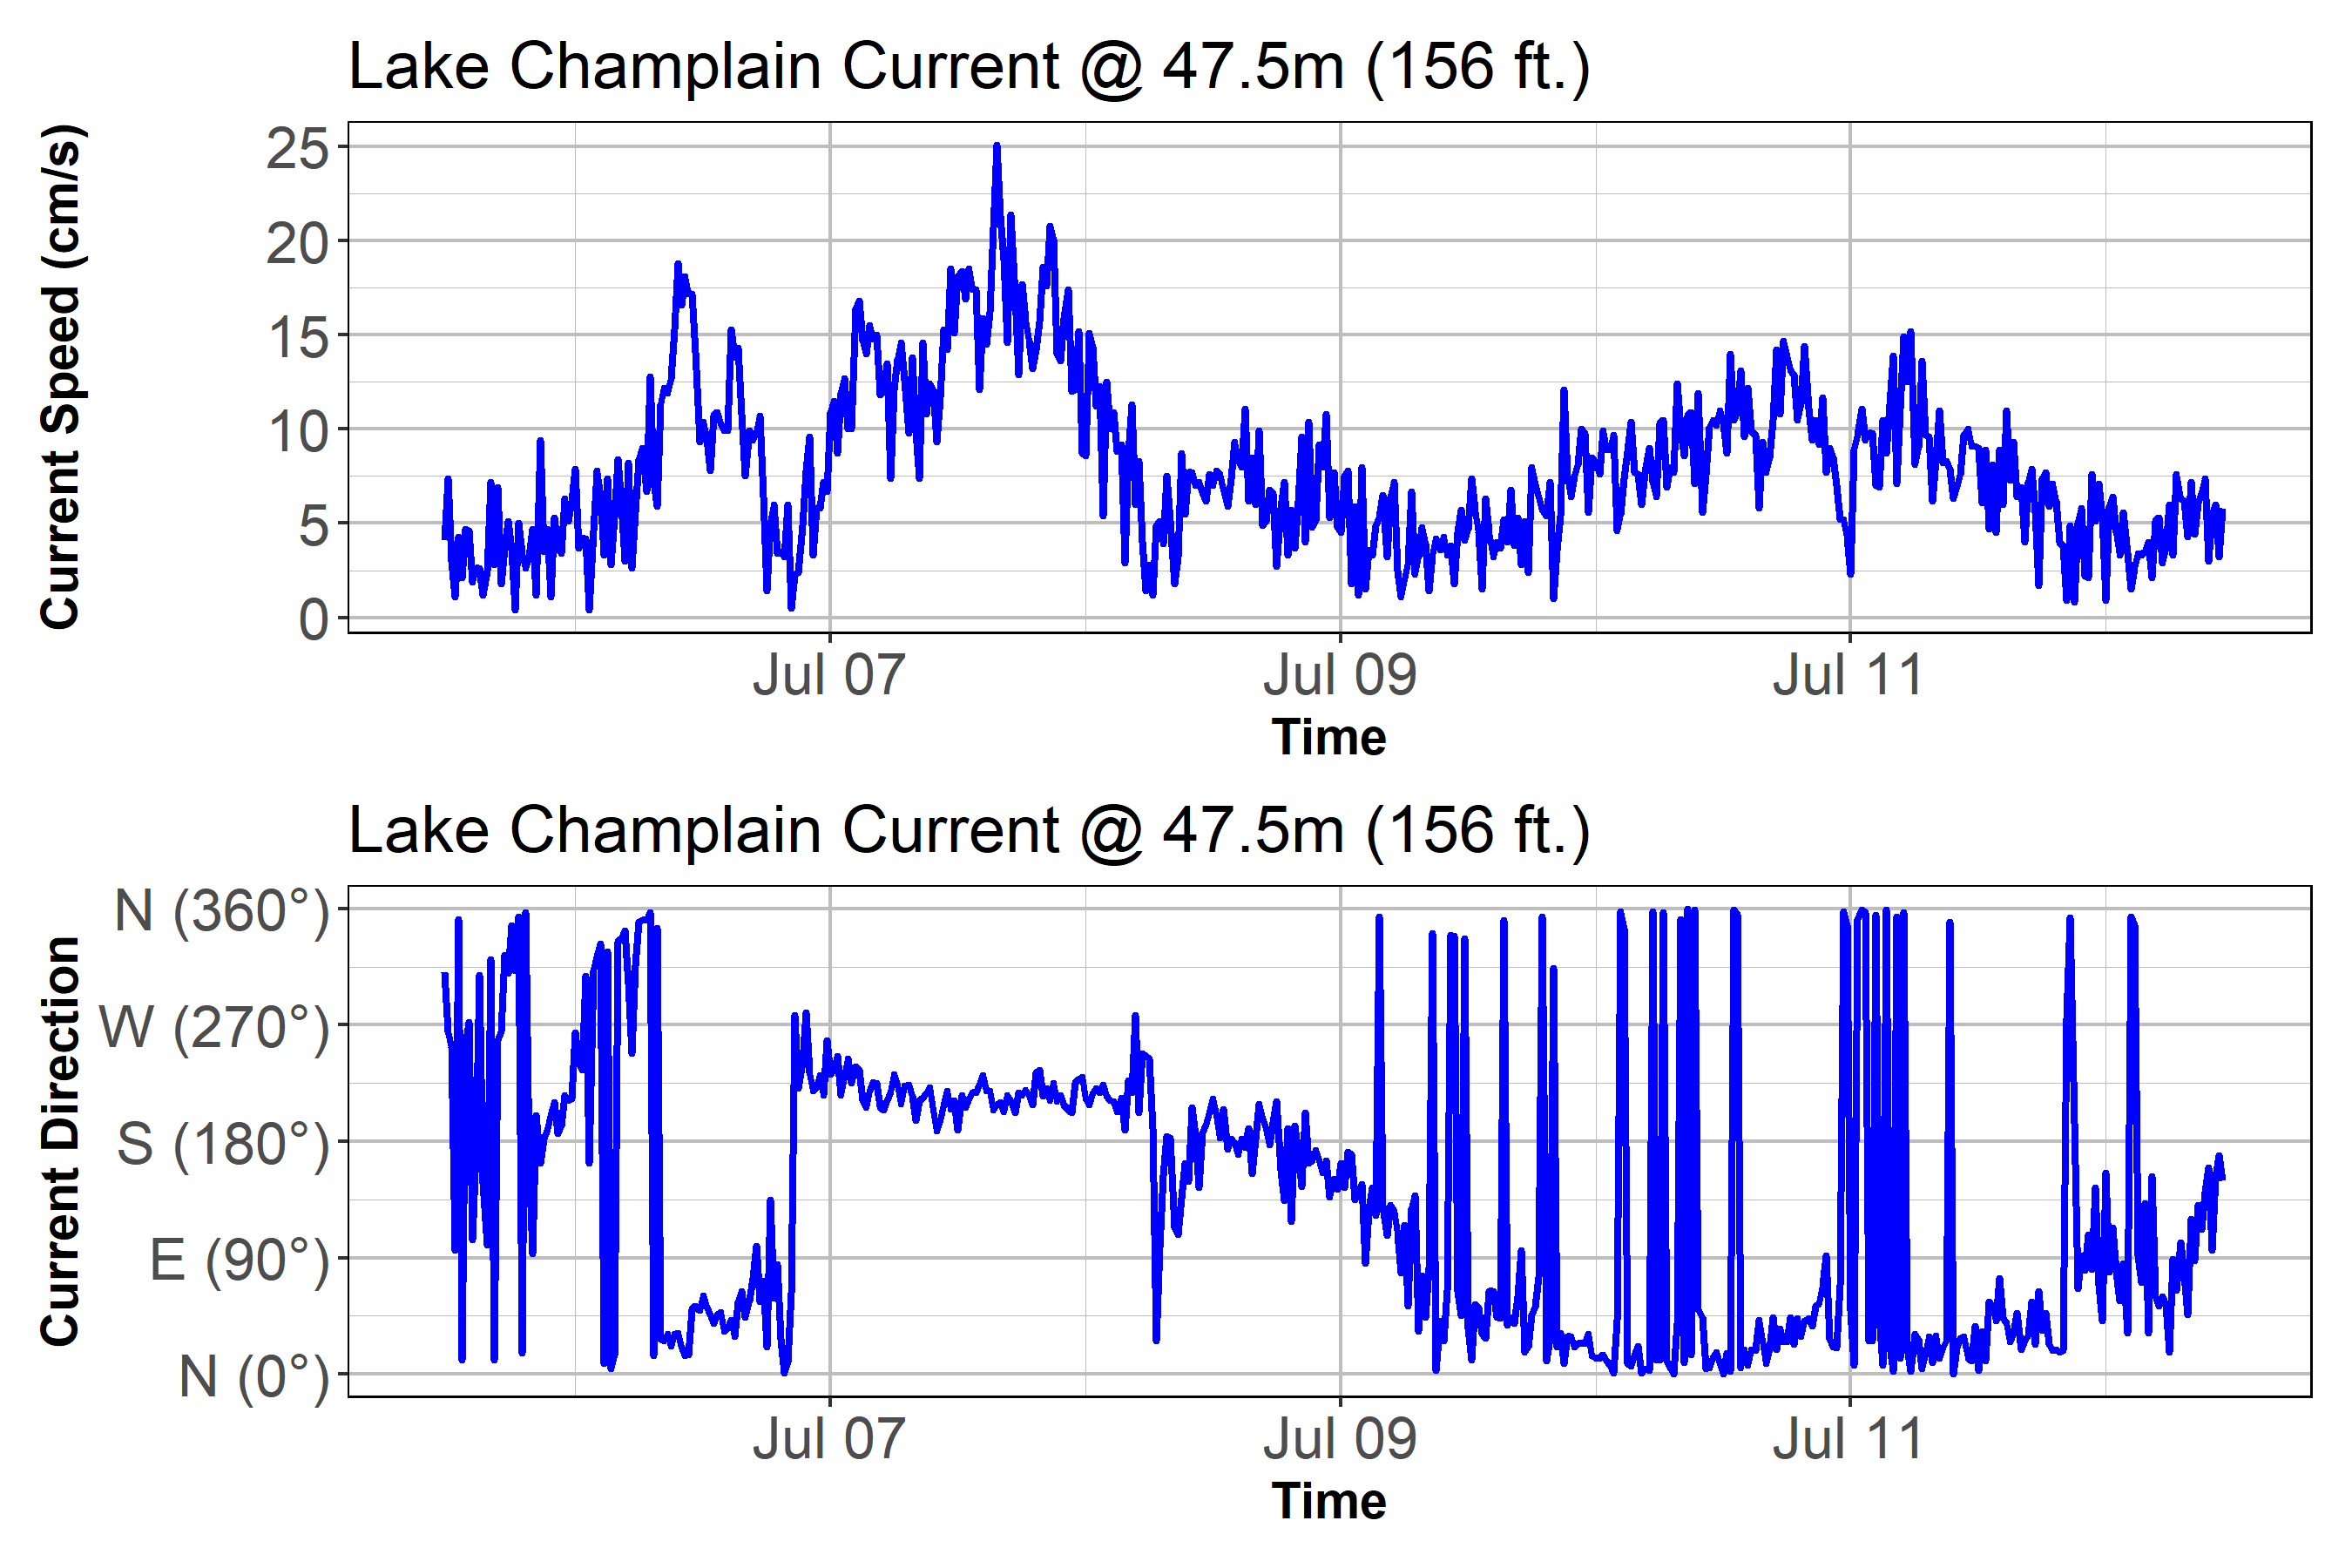 Lake Champlain Current @ 47.5m (156 ft.)
Current Speed (cm/s)
25
20
15
10
5
0
Jul 07
Jul 09
Jul 11
Time
Lake Champlain Current @ 47.5m (156 ft.)
Current Direction
N (360°)
W (270°)
S (180°)
E (90°)
N (0°)
Jul 07
Jul 09
Jul 11
Time